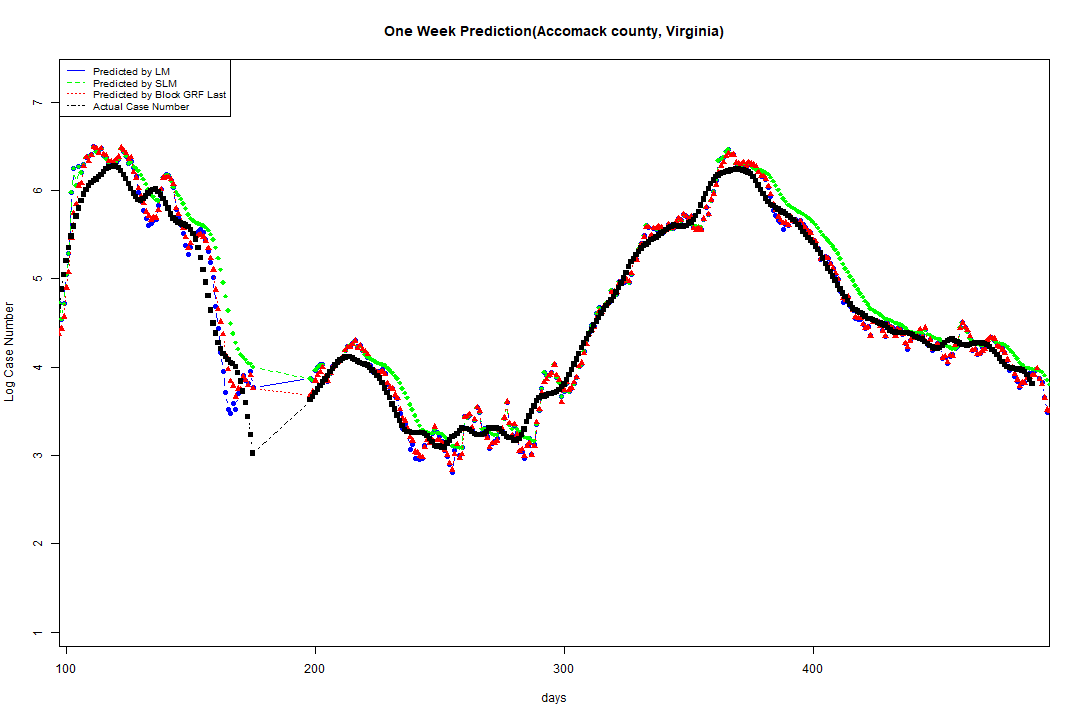 One Week Prediction(Accomack county, Virginia)
Predicted by LM
Predicted by SLM
Predicted by Block GRF Last
Actual Case Number
7
6
5
4
3
2
1
Log Case Number
100 200 300 400
days